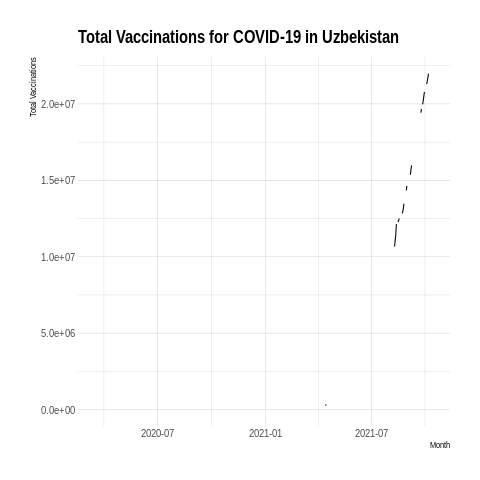 Total Vaccinations for COVID-19 in Uzbekistan
Total Vaccinations
2.0e+07
1.5e+07
1.0e+07
5.0e+06
0.0e+00
2020-07
2021-01
2021-07
Month